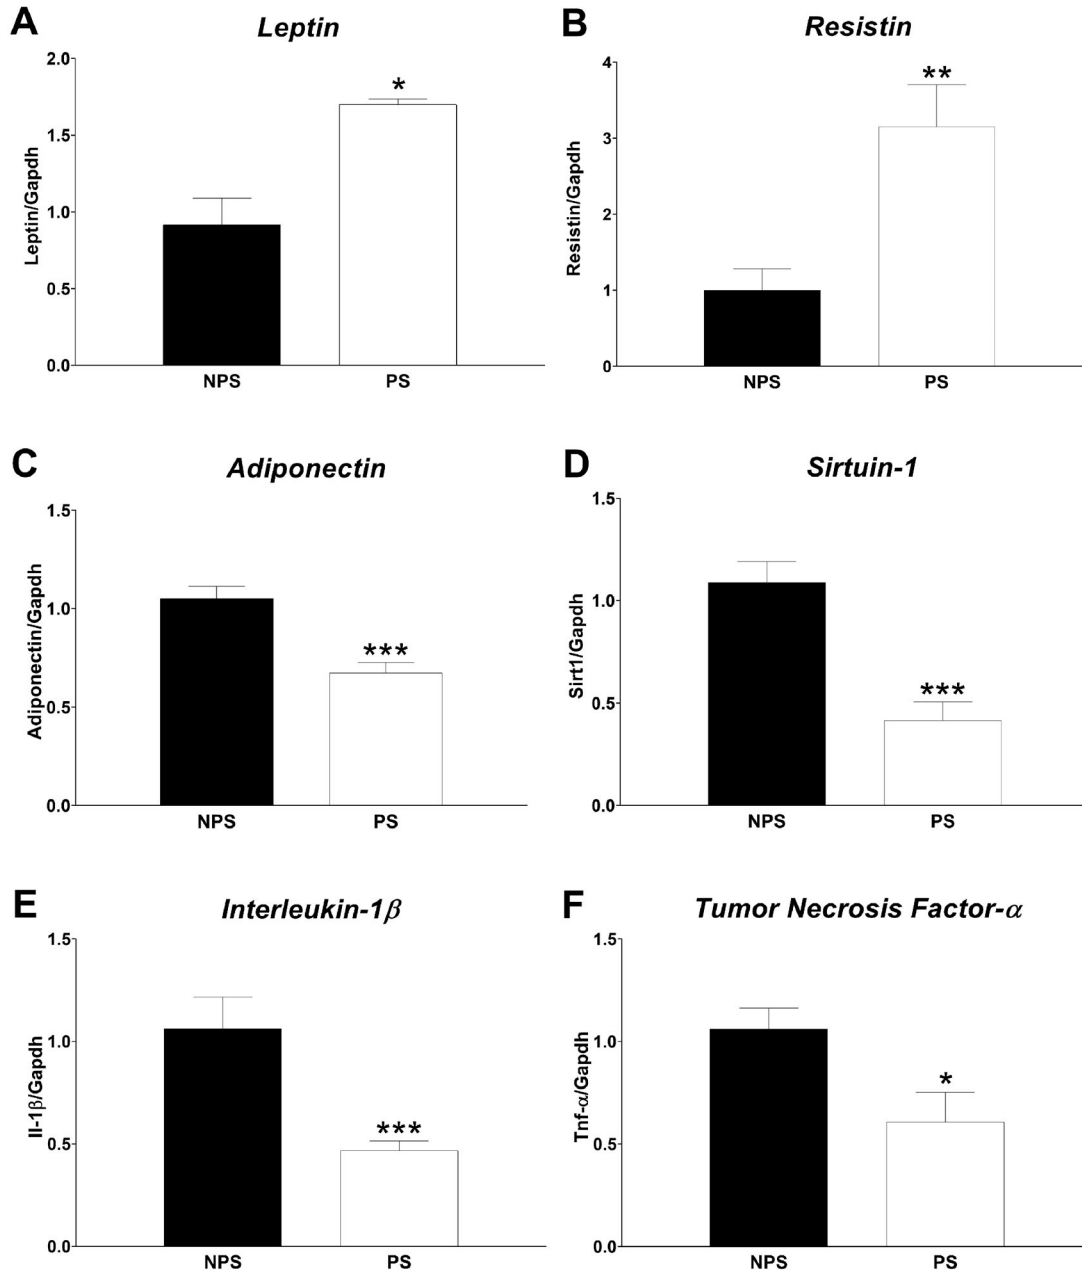 A
Leptin
2.0
1.5
1.0
0.5
0.0
Leptin/Gapdh
*
NPS
PS
B
Resistin
4
3
2
1
0
Resistin/Gapdh
**
NPS
PS
C
Adiponectin
1.5
1.0
0.5
0.0
Adiponectin/Gapdh
***
NPS
PS
D
Sirtuin-1
1.5
1.0
0.5
0.0
Sirt1/Gapdh
***
NPS
PS
E
Interleukin-1β
1.5
1.0
0.5
0.0
Il-1β/Gapdh
***
NPS
PS
F
Tumor Necrosis Factor-α
1.5
1.0
0.5
0.0
Tnf-α/Gapdh
*
NPS
PS